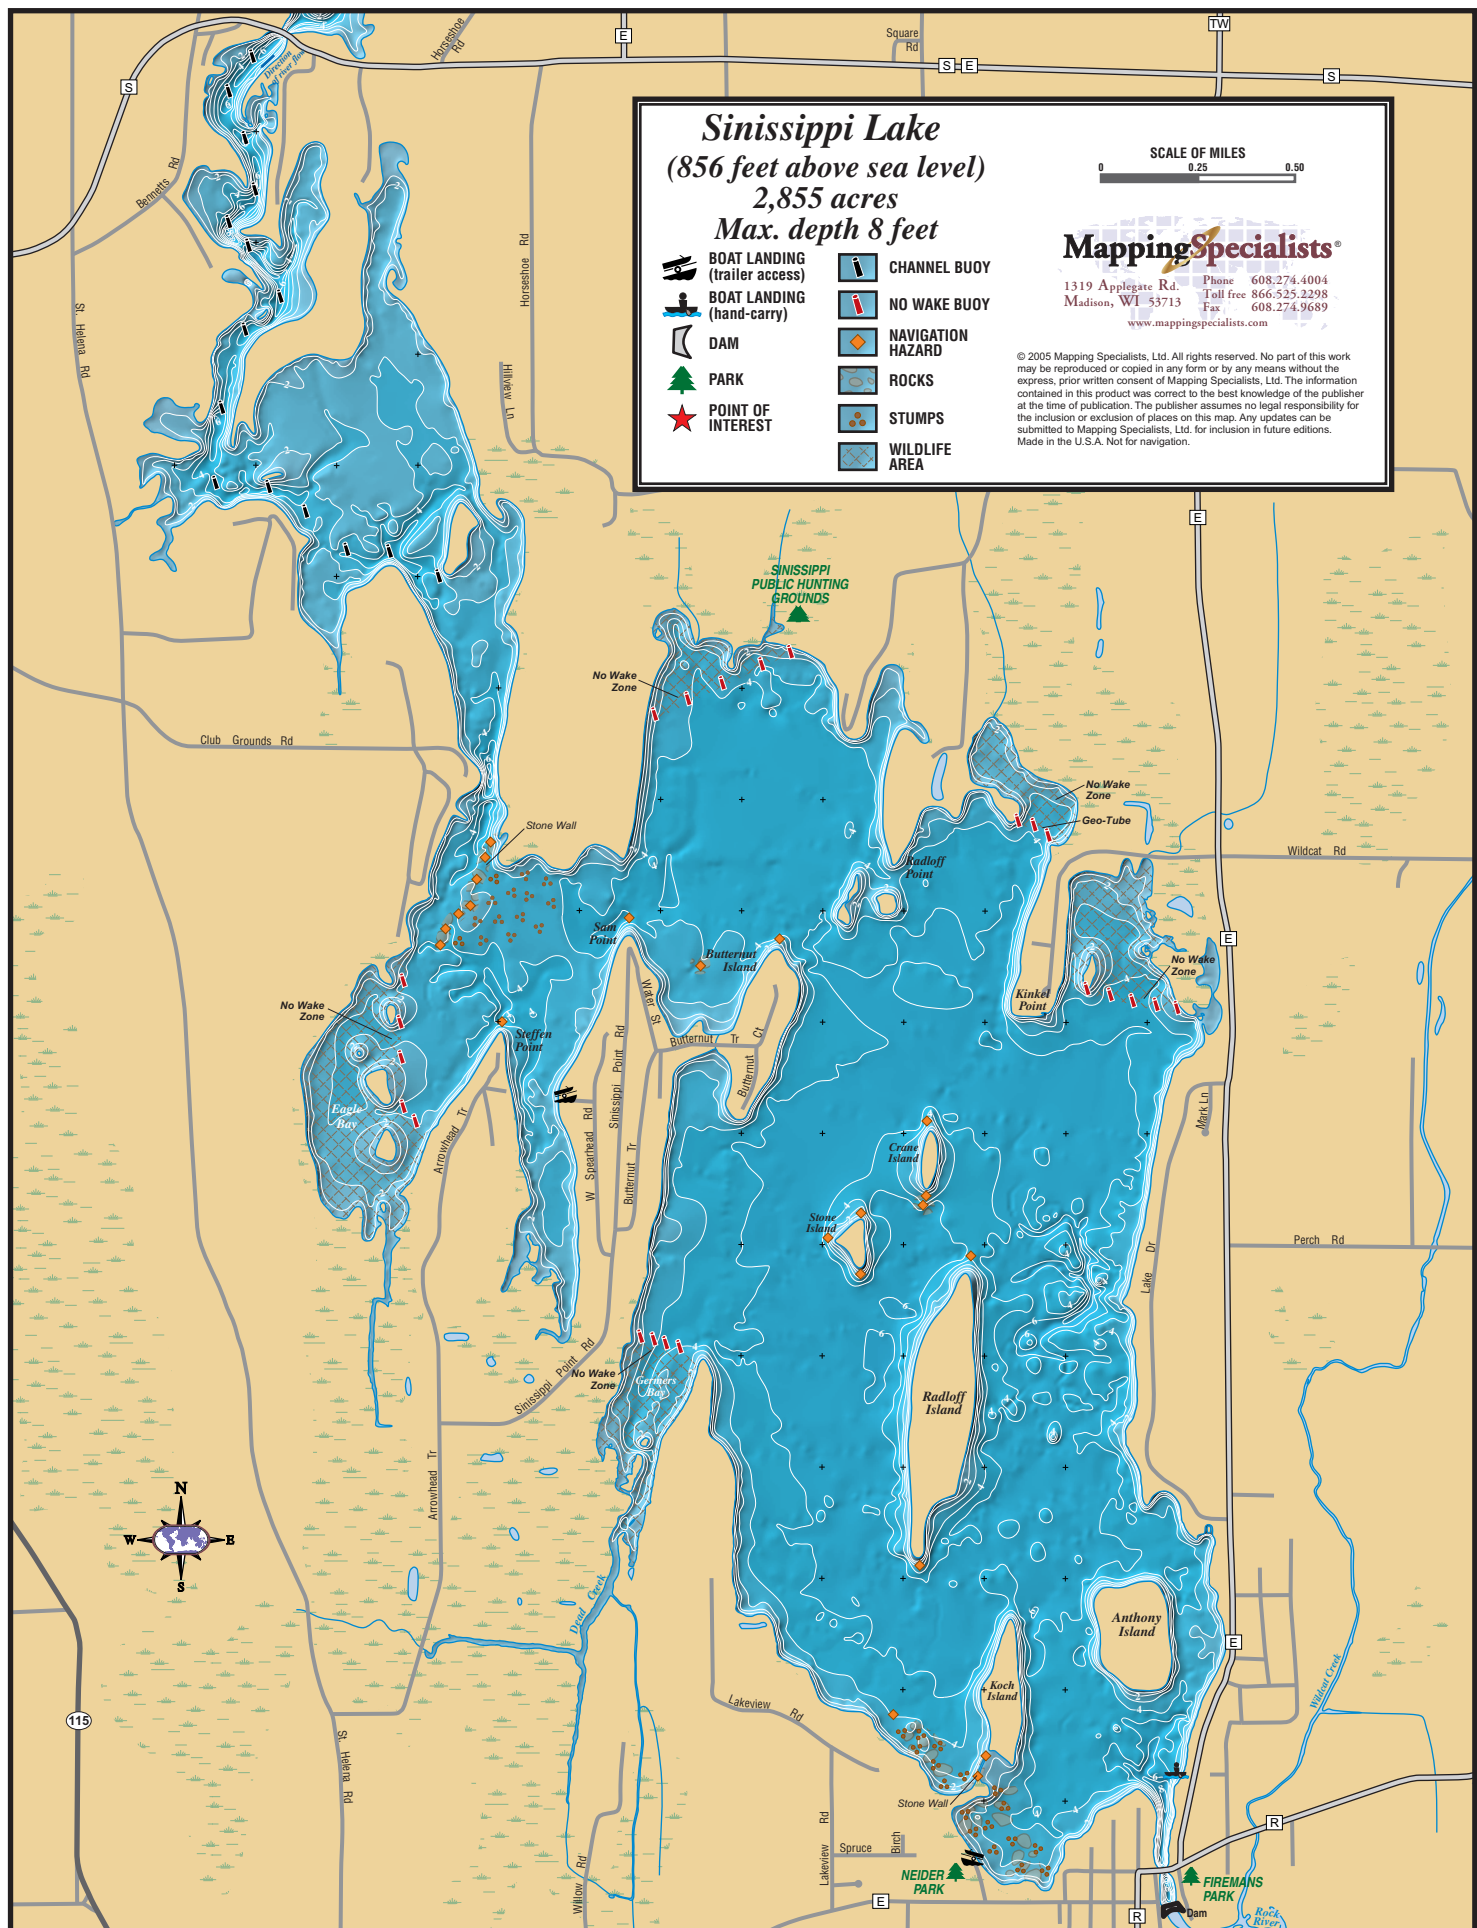 Horseshoe
Rd
E
Square
Rd
TW
S
S E
S
Direction
of river flow
Bennetts Rd
St. Helena Rd
Horseshoe Rd
Hillview Ln
Sinissippi Lake
(856 feet above sea level)
2,855 acres
Max. depth 8 feet
BOAT LANDING
(trailer access)
BOAT LANDING
(hand-carry)
DAM
PARK
POINT OF
INTEREST
CHANNEL BUOY
NO WAKE BUOY
NAVIGATION
HAZARD
ROCKS
STUMPS
WILDLIFE
AREA
SCALE OF MILES
0 0.25 0.50
MappingSpecialists®
1319 Applegate Rd.
Madison, WI 53713
Phone 608.274.4004
Toll free 866.525.2298
Fax 608.274.9689
www.mappingspecialists.com
© 2005 Mapping Specialists, Ltd. All rights reserved. No part of this work
may be reproduced or copied in any form or by any means without the
express, prior written consent of Mapping Specialists, Ltd. The information
contained in this product was correct to the best knowledge of the publisher
at the time of publication. The publisher assumes no legal responsibility for
the inclusion or exclusion of places on this map. Any updates can be
submitted to Mapping Specialists, Ltd. for inclusion in future editions.
Made in the U.S.A. Not for navigation.
E
SINISSIPPI
PUBLIC HUNTING
GROUNDS
No Wake
Zone
Club Grounds Rd
No Wake
Zone
Geo-Tube
Stone Wall
Wildcat Rd
Radloff
Point
Sam
Point
Butternut
Island
E
No Wake
Zone
Kinkel
Point
No Wake
Zone
Steffen
Point
Water St
Butternut Tr
Butternut Ct
Sinissippi Point Rd
Eagle
Bay
Arrowhead Tr
W Spearhead Rd
Butternut Tr
Mark Ln
Crane
Island
Stone
Island
Lake Dr
Perch Rd
Sinissippi Point Rd
No Wake
Zone
Germers
Bay
Radloff
Island
Arrowhead Tr
N
W E
S
Dead Creek
Anthony
Island
E
Koch
Island
Wildcat Creek
115
St. Helena Rd
Lakeview Rd
Stone Wall
Lakeview Rd
Spruce
Birch
R
NEIDER
PARK
FIREMANS
PARK
Willow Rd
E
R
Dam
Rock
River